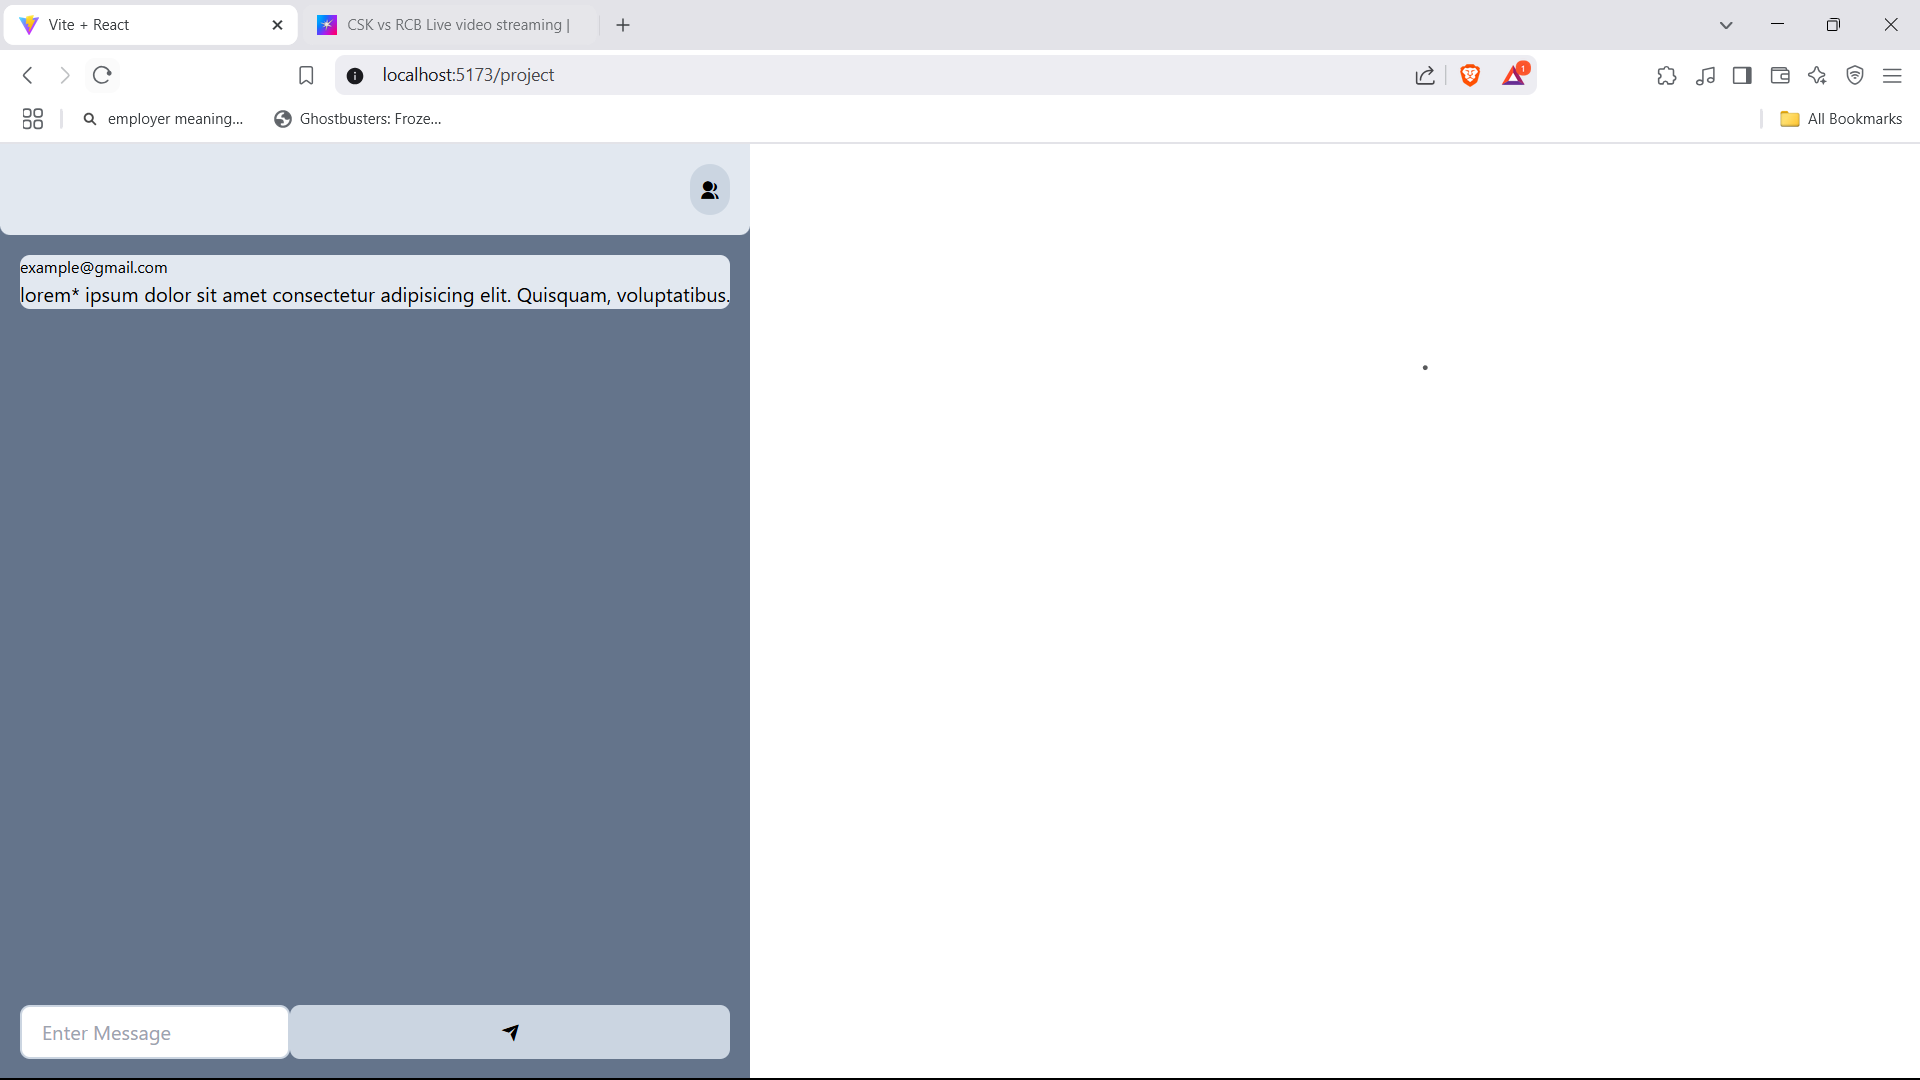 Vite + React
CSK vs RCB Live video streaming |
localhost:5173/project
1
employer meaning...
Ghostbusters: Froze...
All Bookmarks
example@gmail.com
lorem* ipsum dolor sit amet consectetur adipisicing elit. Quisquam, voluptatibus.
Enter Message